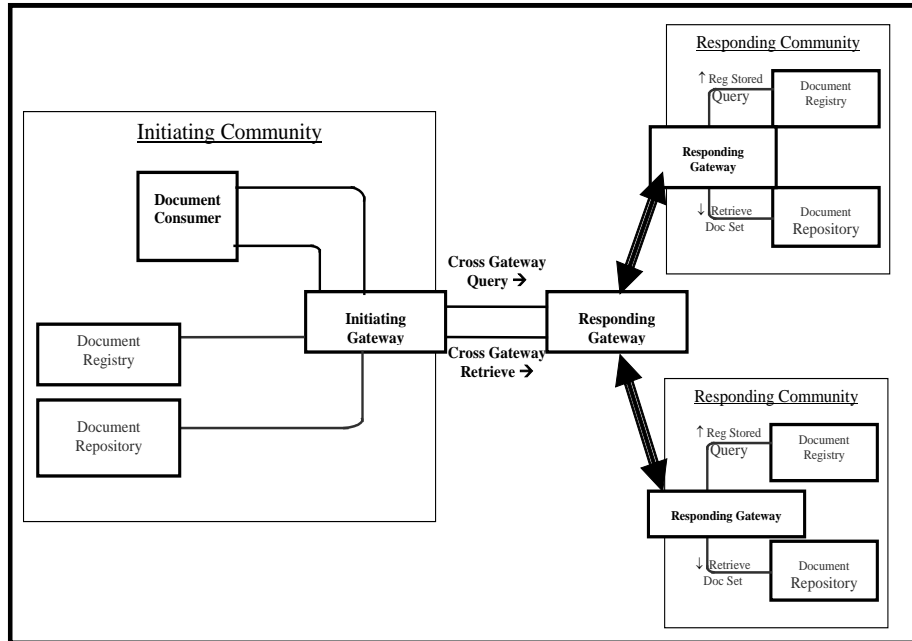 Initiating Community
Document
Consumer
Initiating
Gateway
Document
Registry
Document
Repository
Cross Gateway
Query →
Cross Gateway
Retrieve →
Responding
Gateway
Responding Community
↑ Reg Stored
Query
Document
Registry
Responding
Gateway
↓ Retrieve
Doc Set
Document
Repository
Responding Community
↑ Reg Stored
Query
Document
Registry
Responding Gateway
↓ Retrieve
Doc Set
Document
Repository